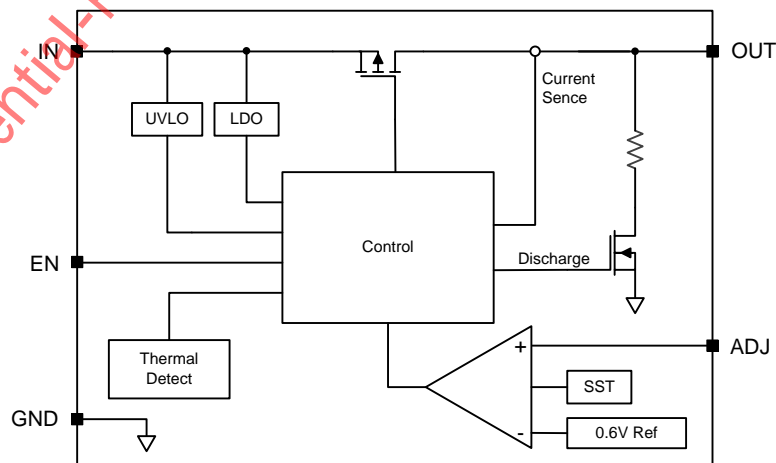 IN
OUT
Current
Sence
UVLO
LDO
Control
EN
Discharge
Thermal
Detect
ADJ
+
SST
GND
-
0.6V Ref